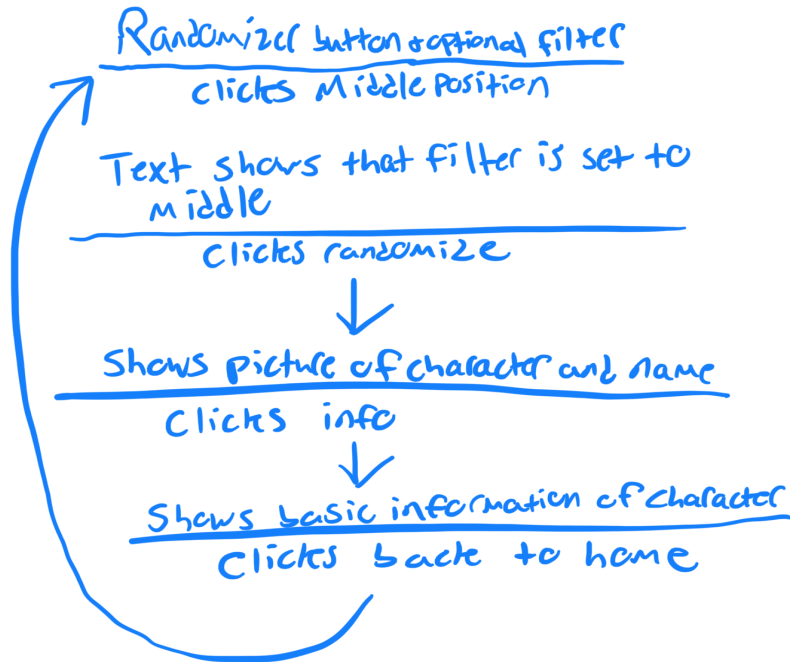 Randomizer button + optional filter
clicks Middle Position
Text shows that filter is set to
middle
Clicks randomize
Shows picture of character and name
Clicks info
Shows basic information of character
Clicks back to home